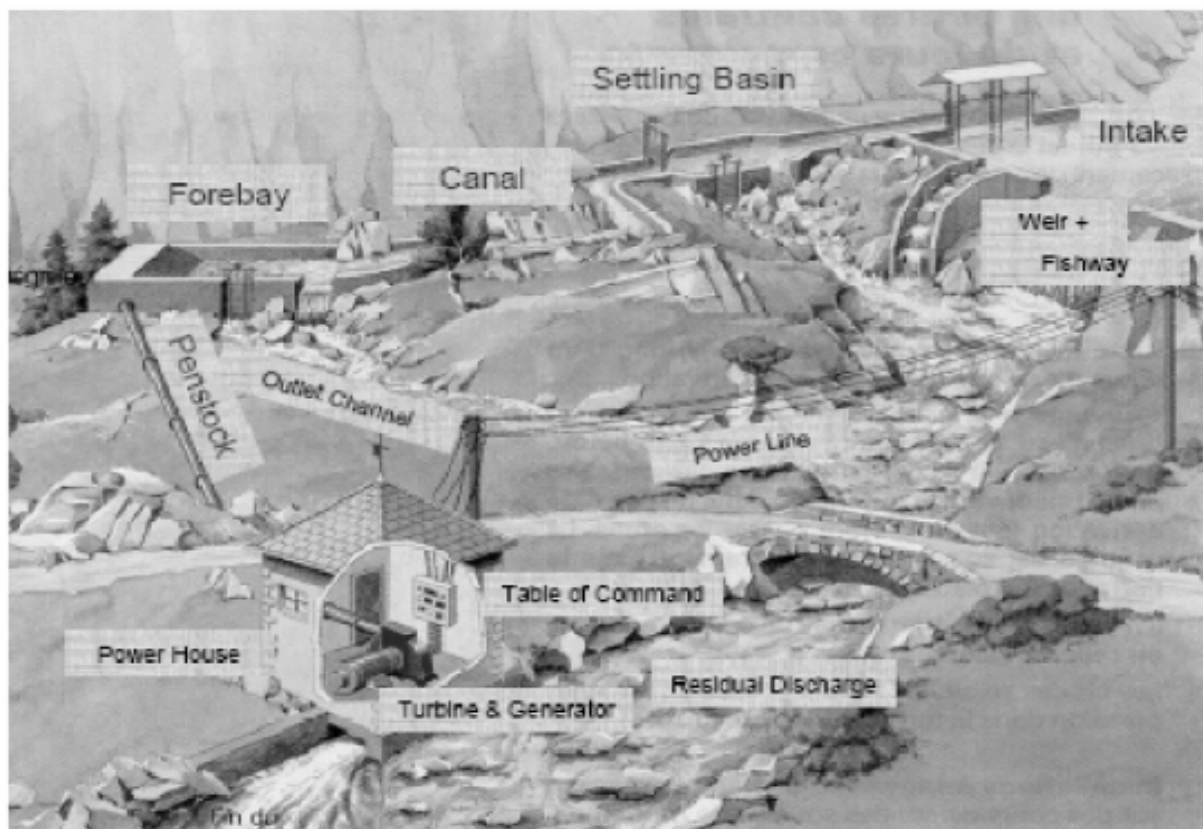 Settling Basin
Intake
Canal
Forebay
Weir +
Fishway
Penstock
Outlet Channel
Power Line
Table of Command
Power House
Residual Discharge
Turbine & Generator